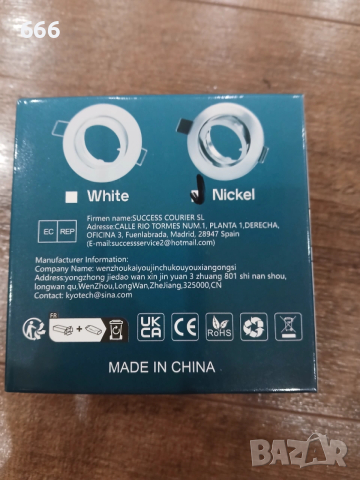 666
White
Nickel
EC REP
Firmen name:SUCCESS COURIER SL
Adresse:CALLE RIO TORMES NUM.1, PLANTA 1,DERECHA,
OFICINA 3, Fuenlabrada, Madrid, 28947 Spain
(E-mail:successservice2@hotmail.com)
Manufacturer Information:
Company Name: wenzhoukaiyoujinchukouyouxiangongsi
Address:yongzhong jiedao wan xin jin yuan 3 zhuang 801 shi nan shou,
longwan qu,WenZhou,LongWan,ZheJiang,325000,CN
Contact:kyotech@sina.com
FR
UK CA CE RoHS
MADE IN CHINA
BAZAR